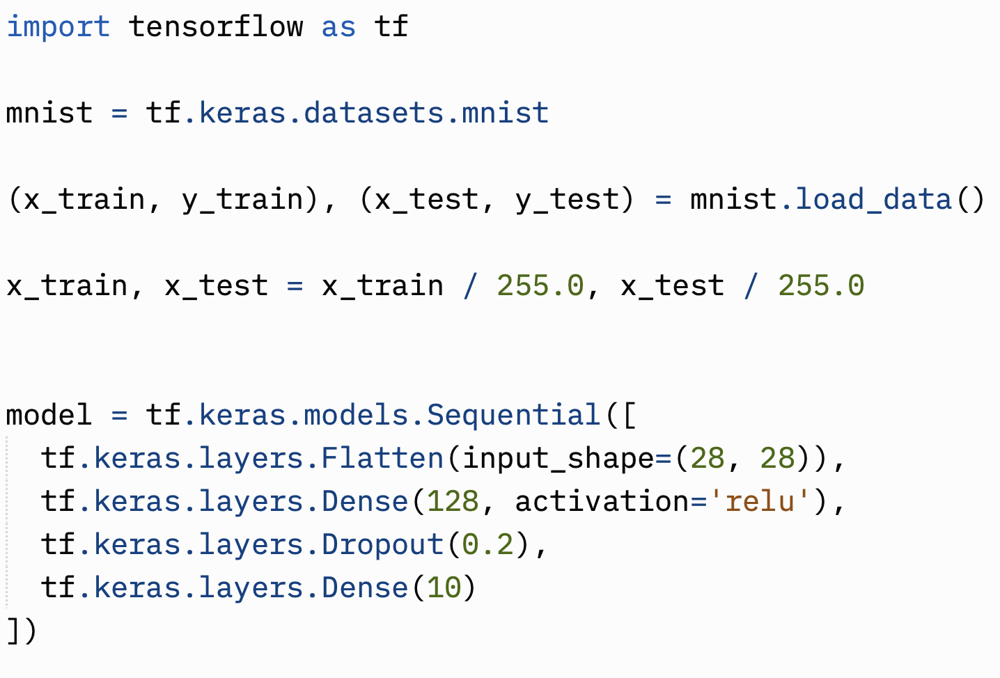 import tensorflow as tf
mnist = tf.keras.datasets.mnist
(x_train, y_train), (x_test, y_test) = mnist.load_data()
x_train, x_test = x_train / 255.0, x_test / 255.0
model = tf.keras.models.Sequential([
  tf.keras.layers.Flatten(input_shape=(28, 28)),
  tf.keras.layers.Dense(128, activation='relu'),
  tf.keras.layers.Dropout(0.2),
  tf.keras.layers.Dense(10)
])